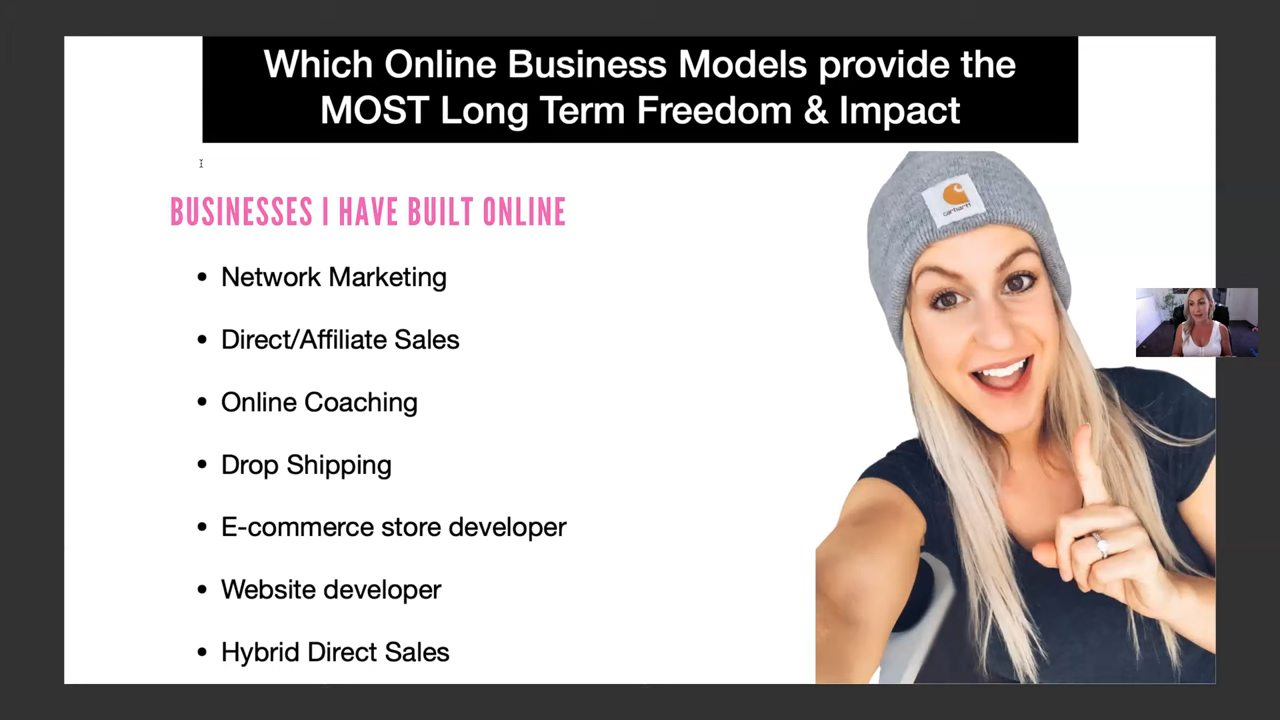 Which Online Business Models provide the
MOST Long Term Freedom & Impact
BUSINESSES I HAVE BUILT ONLINE
• Network Marketing
• Direct/Affiliate Sales
• Online Coaching
• Drop Shipping
• E-commerce store developer
• Website developer
• Hybrid Direct Sales
carhartt